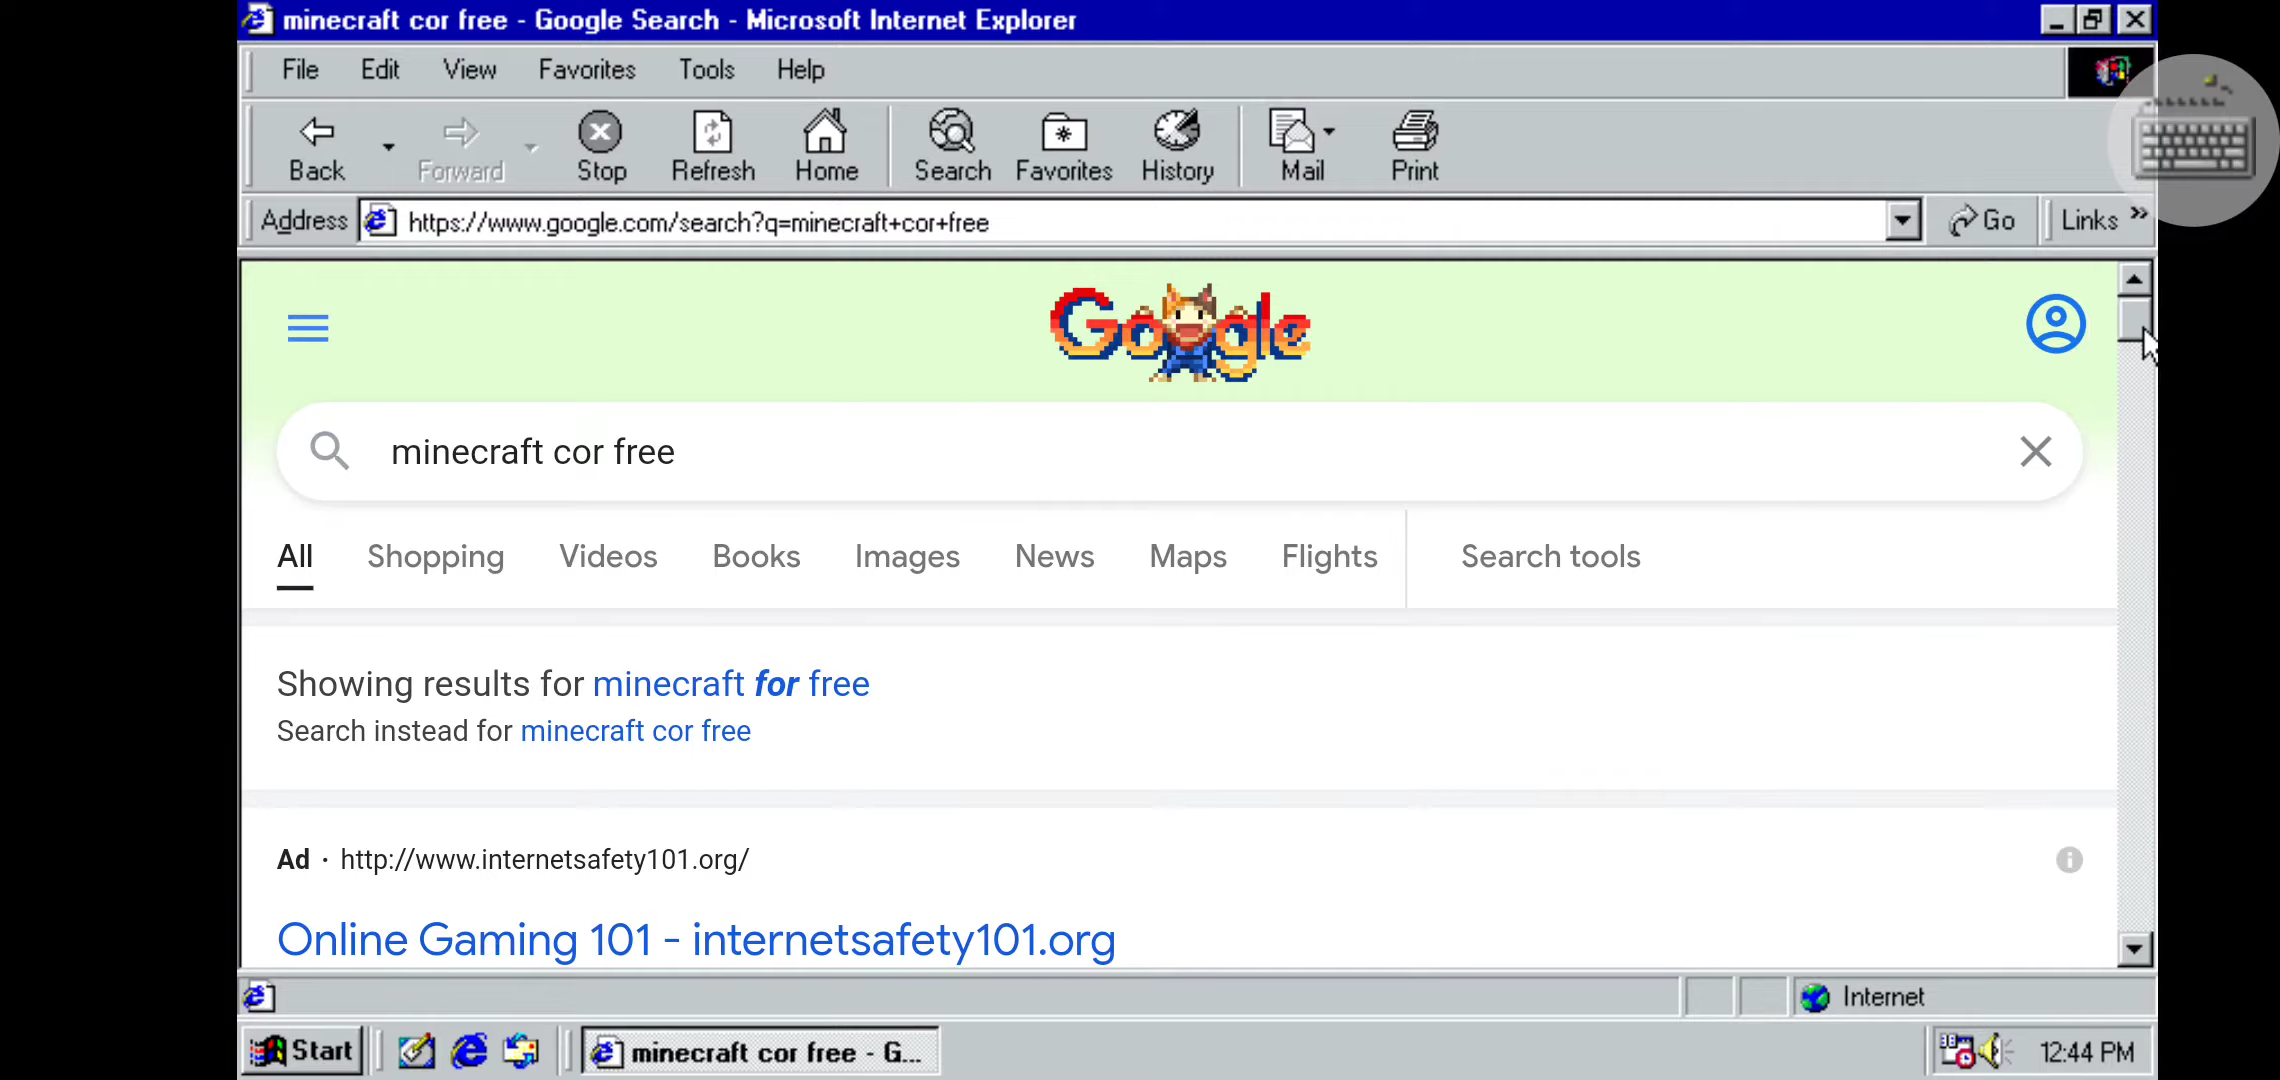 minecraft cor free - Google Search - Microsoft Internet Explorer
File Edit View Favorites Tools Help
Back Forward Stop Refresh Home Search Favorites History Mail Print
Address https://www.google.com/search?q=minecraft+cor+free Go Links »
Google
minecraft cor free
All Shopping Videos Books Images News Maps Flights Search tools
Showing results for minecraft for free
Search instead for minecraft cor free
Ad · http://www.internetsafety101.org/
Online Gaming 101 - internetsafety101.org
Internet
Start minecraft cor free - G... 12:44 PM